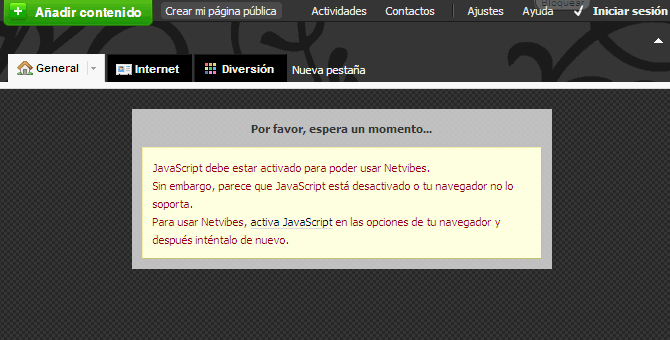 Añadir contenido
Crear mi página pública
Actividades
Contactos
Ajustes
Ayuda
Bloquear
Iniciar sesión
General
Internet
Diversión
Nueva pestaña
Por favor, espera un momento...
JavaScript debe estar activado para poder usar Netvibes.
Sin embargo, parece que JavaScript está desactivado o tu navegador no lo
soporta.
Para usar Netvibes, activa JavaScript en las opciones de tu navegador y
después inténtalo de nuevo.